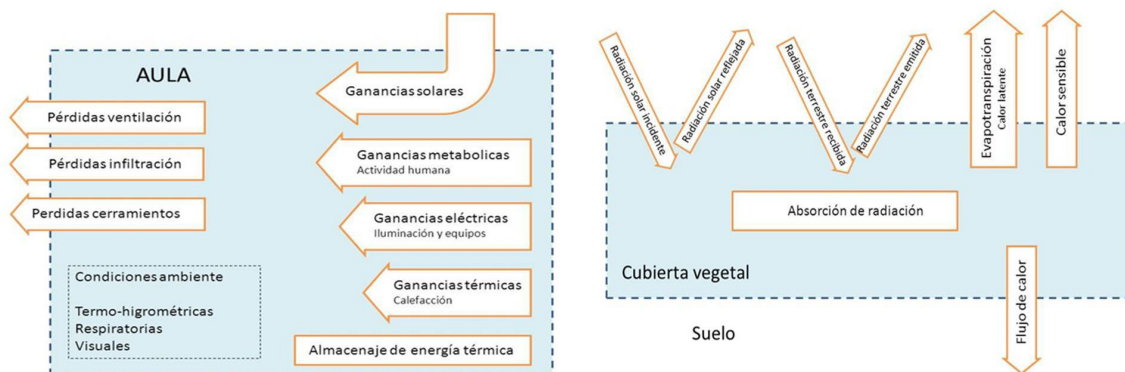 AULA
Ganancias solares
Pérdidas ventilación
Pérdidas infiltración
Perdidas cerramientos
Ganancias metabolicas
Actividad humana
Ganancias eléctricas
Iluminación y equipos
Ganancias térmicas
Calefacción
Almacenaje de energía térmica
Condiciones ambiente
Termo-higrométricas
Respiratorias
Visuales
Radiación solar incidente
Radiación solar reflejada
Radiación terrestre recibida
Radiación terrestre emitida
Evapotranspiración
Calor latente
Calor sensible
Absorción de radiación
Cubierta vegetal
Flujo de calor
Suelo